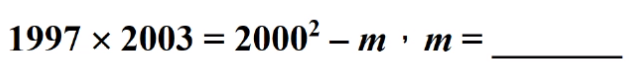 1997 × 2003 = 2000² – m，m = ________